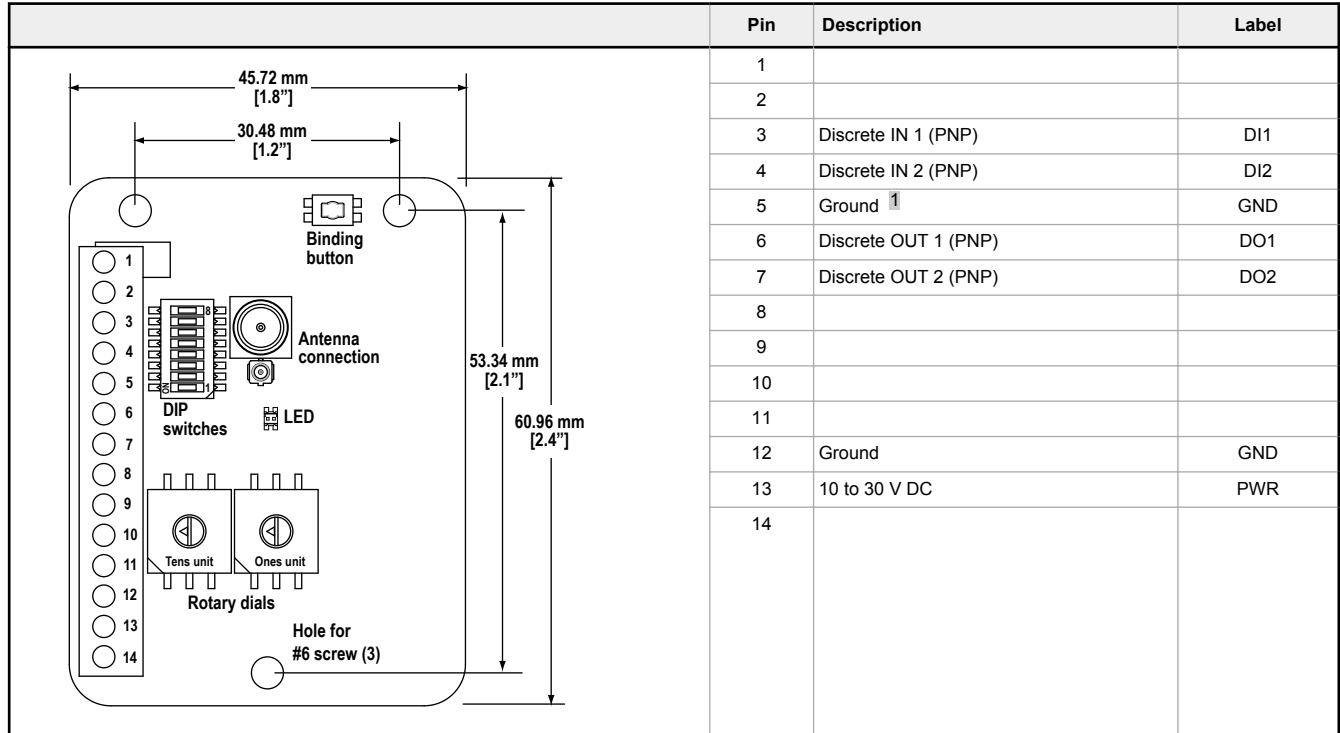 Pin Description Label
1
2
3 Discrete IN 1 (PNP) DI1
4 Discrete IN 2 (PNP) DI2
5 Ground 1 GND
6 Discrete OUT 1 (PNP) DO1
7 Discrete OUT 2 (PNP) DO2
8
9
10
11
12 Ground GND
13 10 to 30 V DC PWR
14
45.72 mm
[1.8”]
30.48 mm
[1.2”]
Binding
button
1
2
3
4
5
6
7
8
9
10
11
12
13
14
8
ON 1
DIP
switches
Antenna
connection
LED
53.34 mm
[2.1”]
60.96 mm
[2.4”]
Tens unit
Ones unit
Rotary dials
Hole for
#6 screw (3)